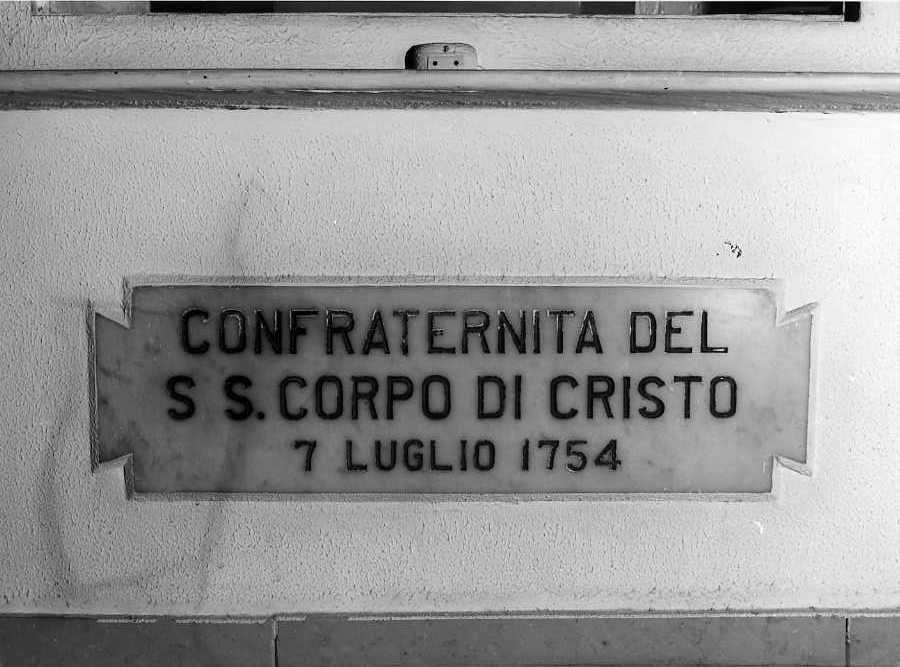 CONFRATERNITA DEL
S S. CORPO DI CRISTO
7 LUGLIO 1754